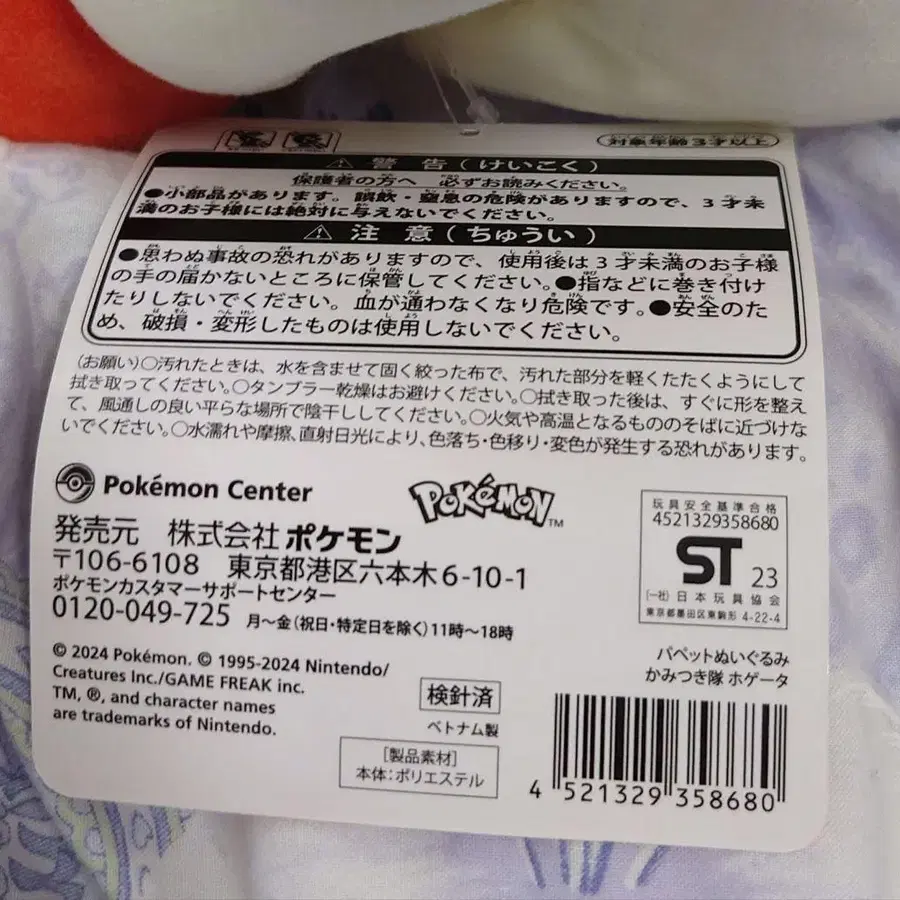 対象年齢3才以上
⚠ 警告（けいこく）
保護者の方へ 必ずお読みください。
●小部品があります。誤飲・窒息の危険がありますので、3才未
満のお子様には絶対に与えないでください。
⚠ 注意（ちゅうい）
●思わぬ事故の恐れがありますので、使用後は3才未満のお子様
の手の届かないところに保管してください。●指などに巻き付け
たりしないでください。血が通わなくなり危険です。●安全のた
め、破損・変形したものは使用しないでください。
(お願い)○汚れたときは、水を含ませて固く絞った布で、汚れた部分を軽くたたくようにして
拭き取ってください。○タンブラー乾燥はお避けください。○拭き取った後は、すぐに形を整え
て、風通しの良い平らな場所で陰干ししてください。○火気や高温となるもののそばに近づけな
いでください。○水濡れや摩擦、直射日光により、色落ち・色移り・変色が発生する恐れがあります。
Pokémon Center
POKéMON TM
発売元 株式会社ポケモン
〒106-6108 東京都港区六本木6-10-1
ポケモンカスタマーサポートセンター
0120-049-725 月～金(祝日・特定日を除く)11時～18時
玩具安全基準合格
4521329358680
ST 23
(一社)日本玩具協会
東京都墨田区東駒形 4-22-4
© 2024 Pokémon. © 1995-2024 Nintendo/
Creatures Inc./GAME FREAK inc.
TM, ®, and character names
are trademarks of Nintendo.
検針済
ベトナム製
[製品素材]
本体：ポリエステル
パペットぬいぐるみ
かみつき隊 ホゲータ
4 521329 358680